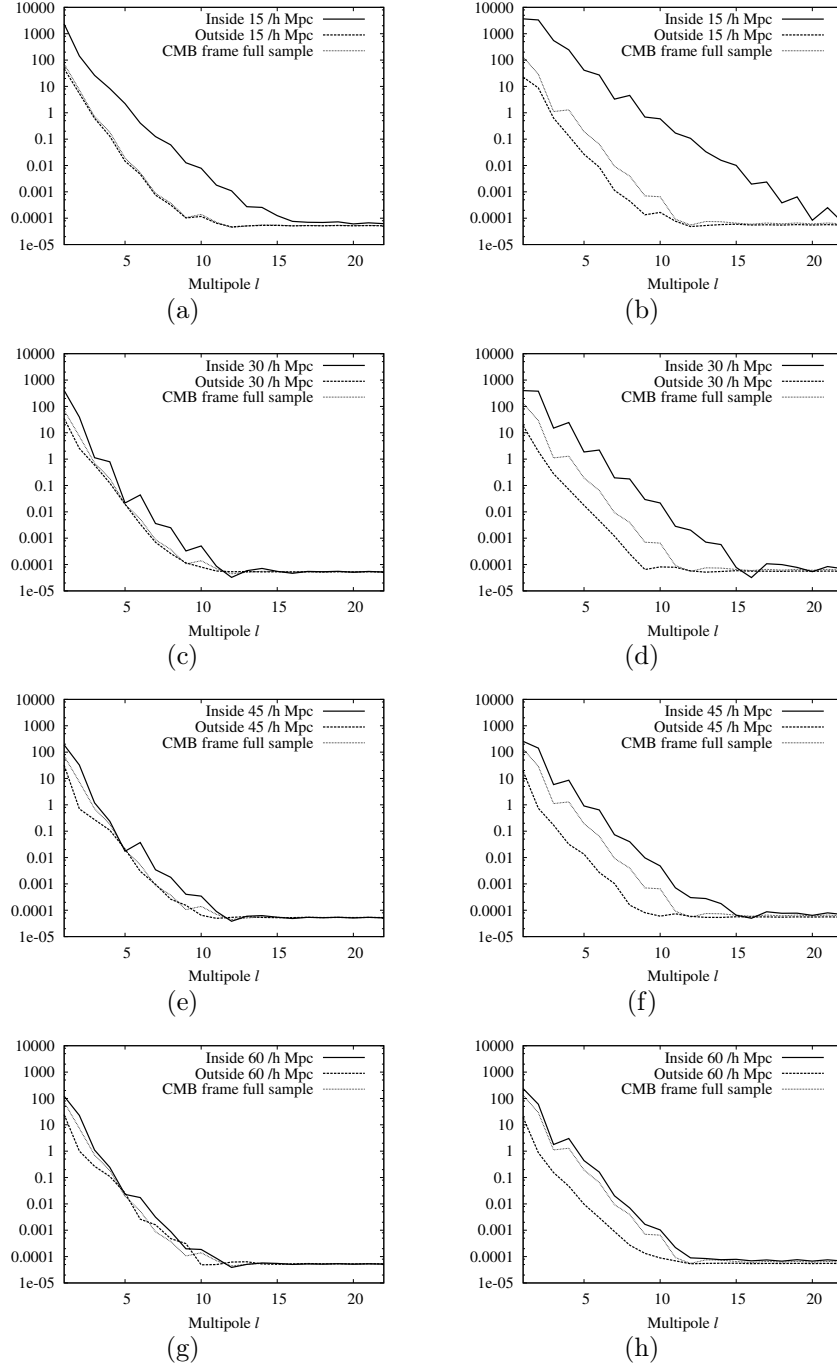 10000
1000
100
10
1
0.1
0.01
0.001
0.0001
1e-05
5
10
15
20
Multipole l
Inside 15 /h Mpc
Outside 15 /h Mpc
CMB frame full sample
(a)
10000
1000
100
10
1
0.1
0.01
0.001
0.0001
1e-05
5
10
15
20
Multipole l
Inside 15 /h Mpc
Outside 15 /h Mpc
CMB frame full sample
(b)
10000
1000
100
10
1
0.1
0.01
0.001
0.0001
1e-05
5
10
15
20
Multipole l
Inside 30 /h Mpc
Outside 30 /h Mpc
CMB frame full sample
(c)
10000
1000
100
10
1
0.1
0.01
0.001
0.0001
1e-05
5
10
15
20
Multipole l
Inside 30 /h Mpc
Outside 30 /h Mpc
CMB frame full sample
(d)
10000
1000
100
10
1
0.1
0.01
0.001
0.0001
1e-05
5
10
15
20
Multipole l
Inside 45 /h Mpc
Outside 45 /h Mpc
CMB frame full sample
(e)
10000
1000
100
10
1
0.1
0.01
0.001
0.0001
1e-05
5
10
15
20
Multipole l
Inside 45 /h Mpc
Outside 45 /h Mpc
CMB frame full sample
(f)
10000
1000
100
10
1
0.1
0.01
0.001
0.0001
1e-05
5
10
15
20
Multipole l
Inside 60 /h Mpc
Outside 60 /h Mpc
CMB frame full sample
(g)
10000
1000
100
10
1
0.1
0.01
0.001
0.0001
1e-05
5
10
15
20
Multipole l
Inside 60 /h Mpc
Outside 60 /h Mpc
CMB frame full sample
(h)